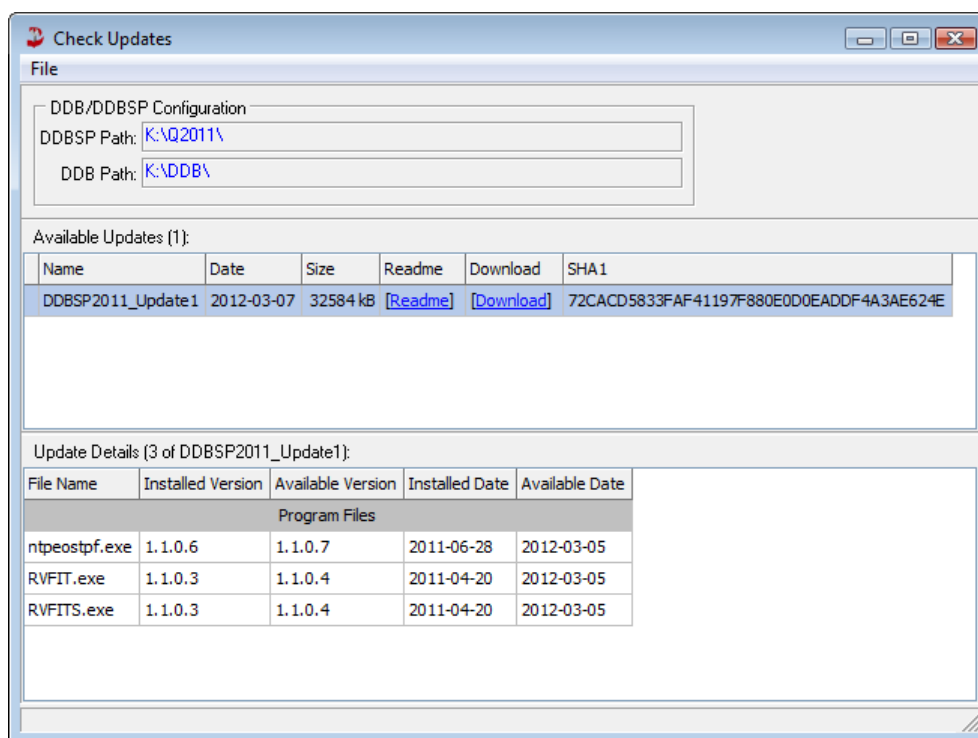 Check Updates
File
DDB/DDBSP Configuration
DDBSP Path: K:\Q2011\
DDB Path: K:\DDB\
Available Updates (1):
Name Date Size Readme Download SHA1
DDBSP2011_Update1 2012-03-07 32584 kB [Readme] [Download] 72CACD5833FAF41197F880E0D0EADDF4A3AE624E
Update Details (3 of DDBSP2011_Update1):
File Name Installed Version Available Version Installed Date Available Date
Program Files
ntpeostpf.exe 1.1.0.6 1.1.0.7 2011-06-28 2012-03-05
RVFIT.exe 1.1.0.3 1.1.0.4 2011-04-20 2012-03-05
RVFITS.exe 1.1.0.3 1.1.0.4 2011-04-20 2012-03-05